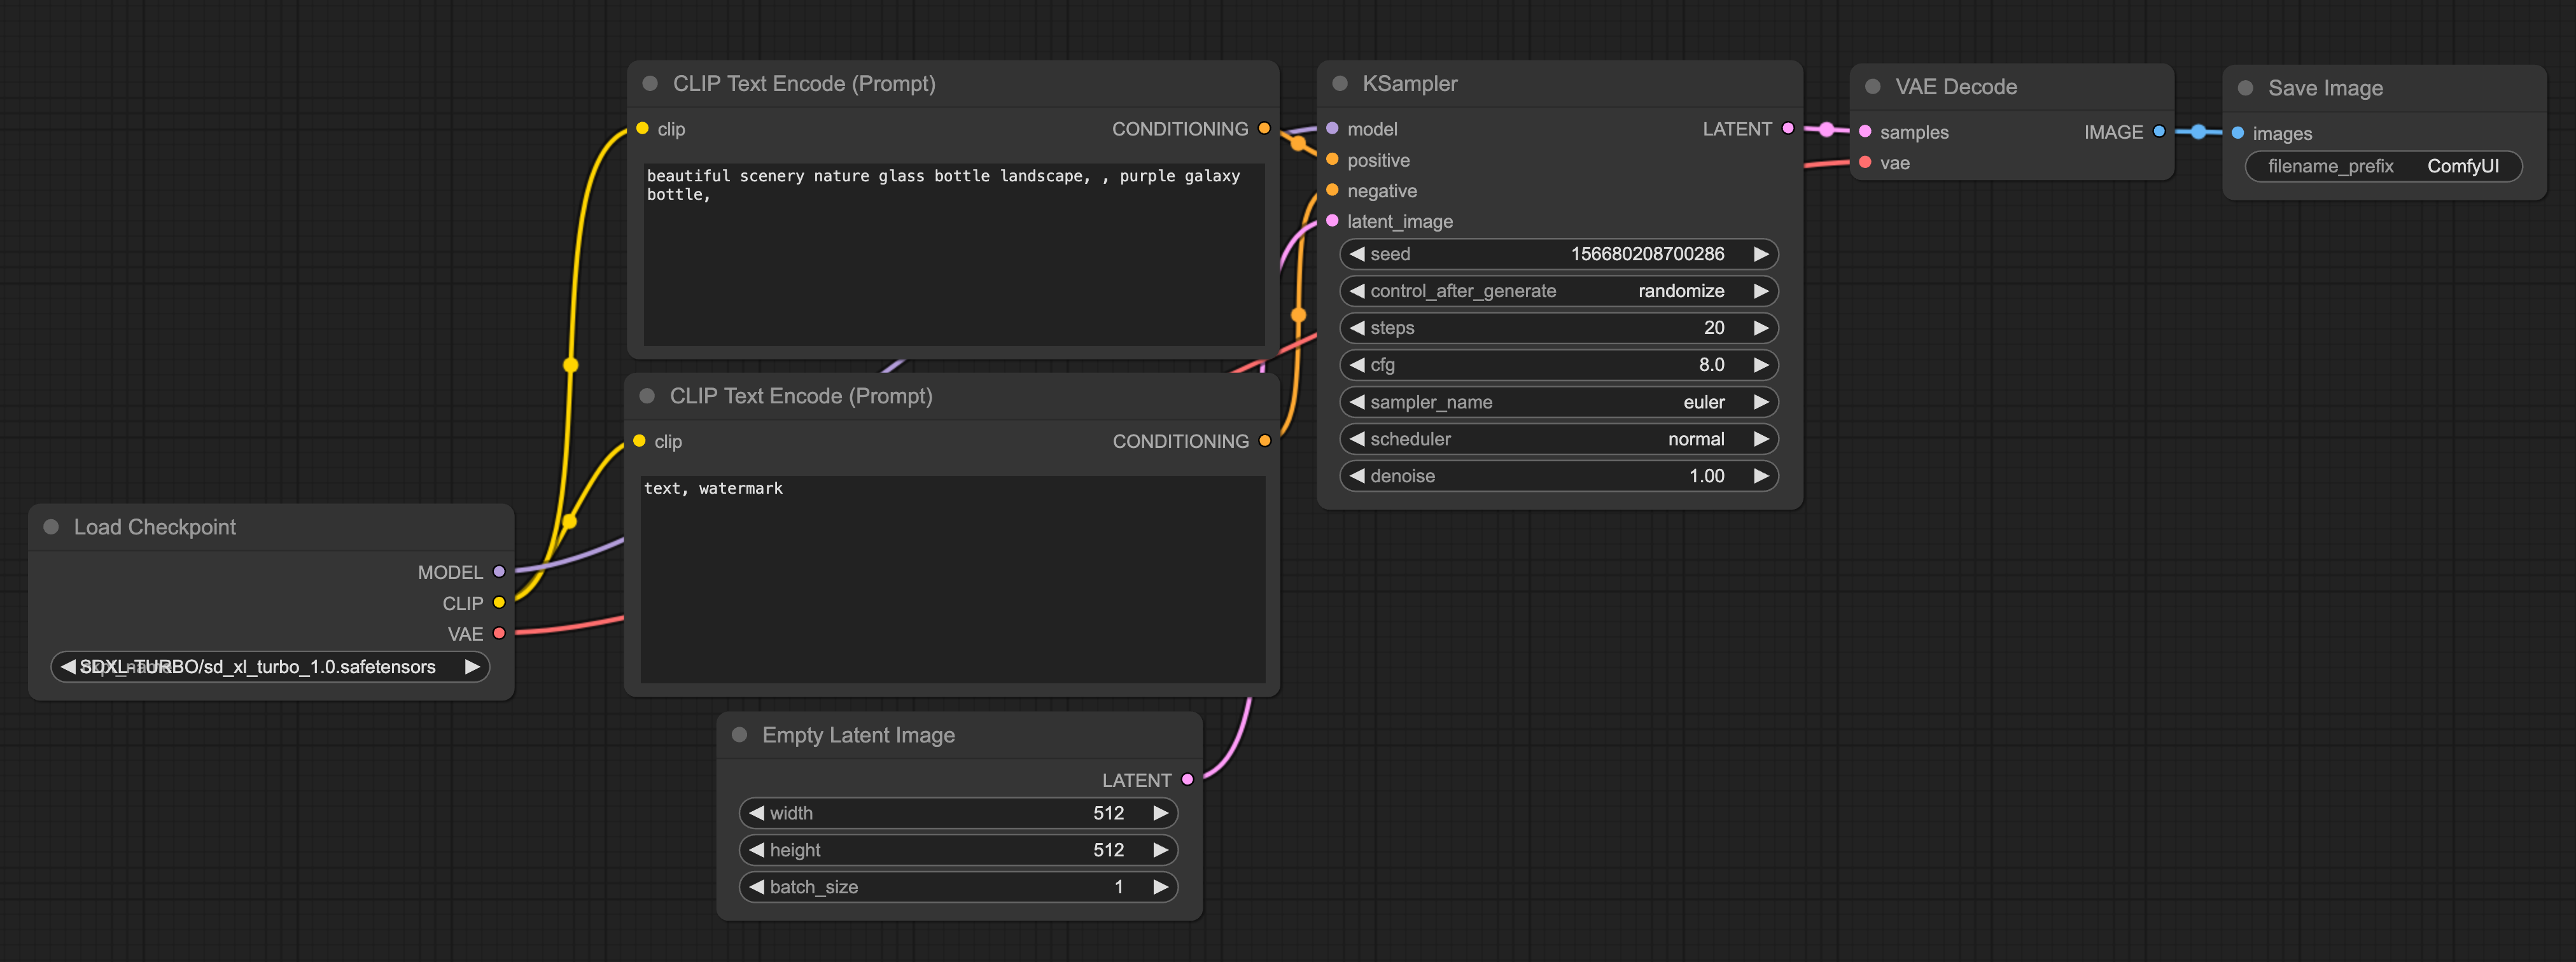 CLIP Text Encode (Prompt)
clip CONDITIONING
beautiful scenery nature glass bottle landscape, , purple galaxy
bottle,
CLIP Text Encode (Prompt)
clip CONDITIONING
text, watermark
Load Checkpoint
MODEL
CLIP
VAE
SDXL-TURBO/sd_xl_turbo_1.0.safetensors
Empty Latent Image
LATENT
width 512
height 512
batch_size 1
KSampler
model LATENT
positive
negative
latent_image
seed 156680208700286
control_after_generate randomize
steps 20
cfg 8.0
sampler_name euler
scheduler normal
denoise 1.00
VAE Decode
samples IMAGE
vae
Save Image
images
filename_prefix ComfyUI